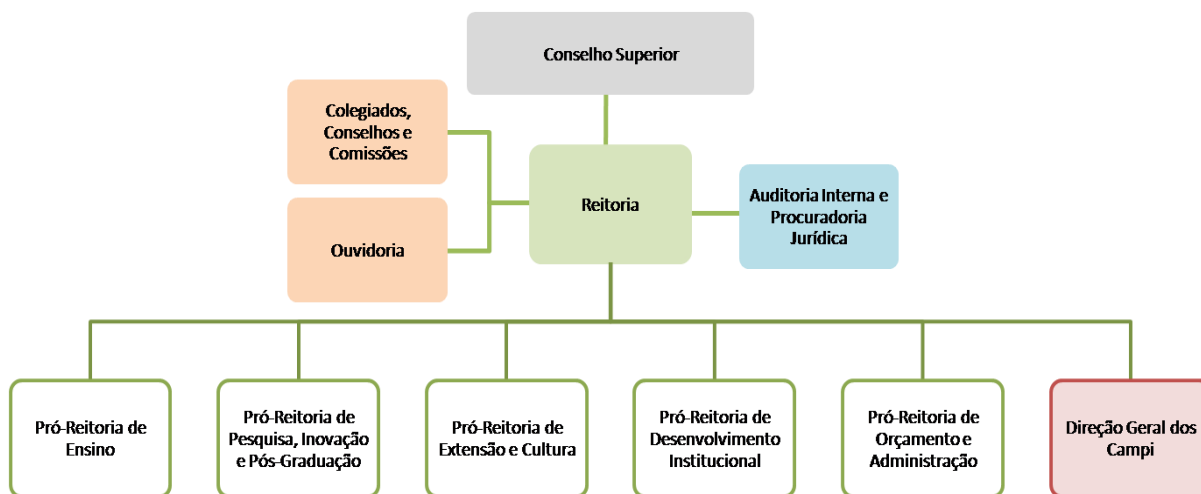 Conselho Superior
Colegiados,
Conselhos e
Comissões
Reitoria
Auditoria Interna e
Procuradoria
Jurídica
Ouvidoria
Pró-Reitoria de
Ensino
Pró-Reitoria de
Pesquisa, Inovação
e Pós-Graduação
Pró-Reitoria de
Extensão e Cultura
Pró-Reitoria de
Desenvolvimento
Institucional
Pró-Reitoria de
Orçamento e
Administração
Direção Geral dos
Campi